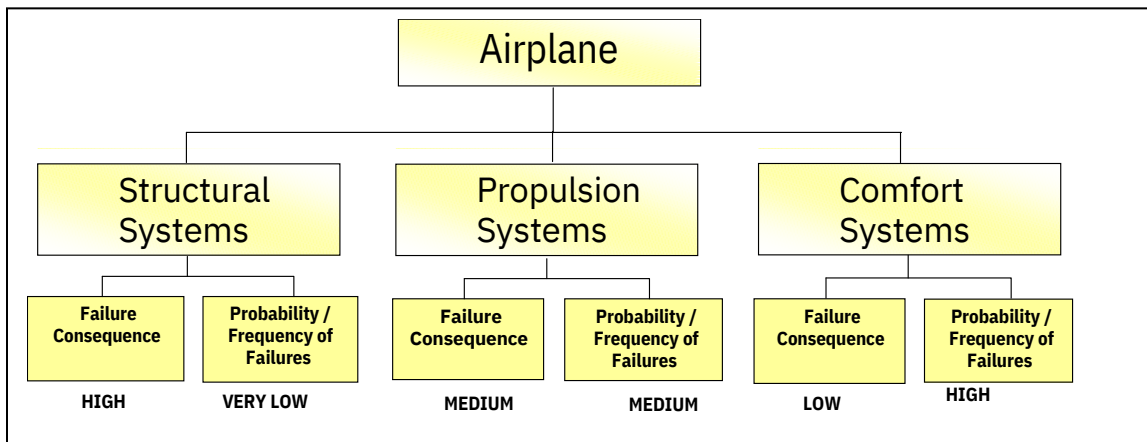 Airplane
Structural
Systems
Propulsion
Systems
Comfort
Systems
Failure
Consequence
Probability /
Frequency of
Failures
Failure
Consequence
Probability /
Frequency of
Failures
Failure
Consequence
Probability /
Frequency of
Failures
HIGH
VERY LOW
MEDIUM
MEDIUM
LOW
HIGH